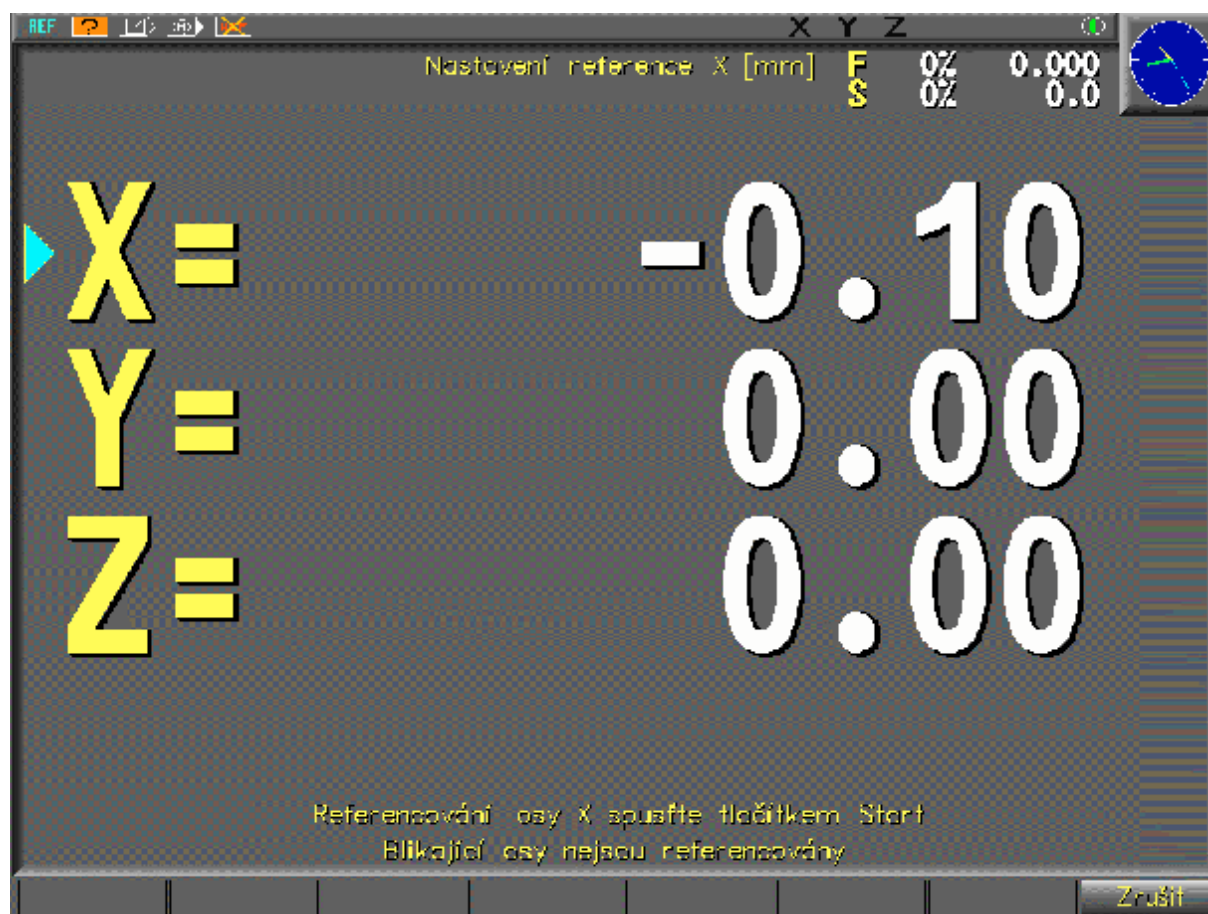 REF ? X Y Z
Nastavení reference X [mm] F 0% 0.000
S 0% 0.0
X= -0.10
Y= 0.00
Z= 0.00
Referencování osy X spusťte tlačítkem Start
Blikající osy nejsou referencovány
Zrušit